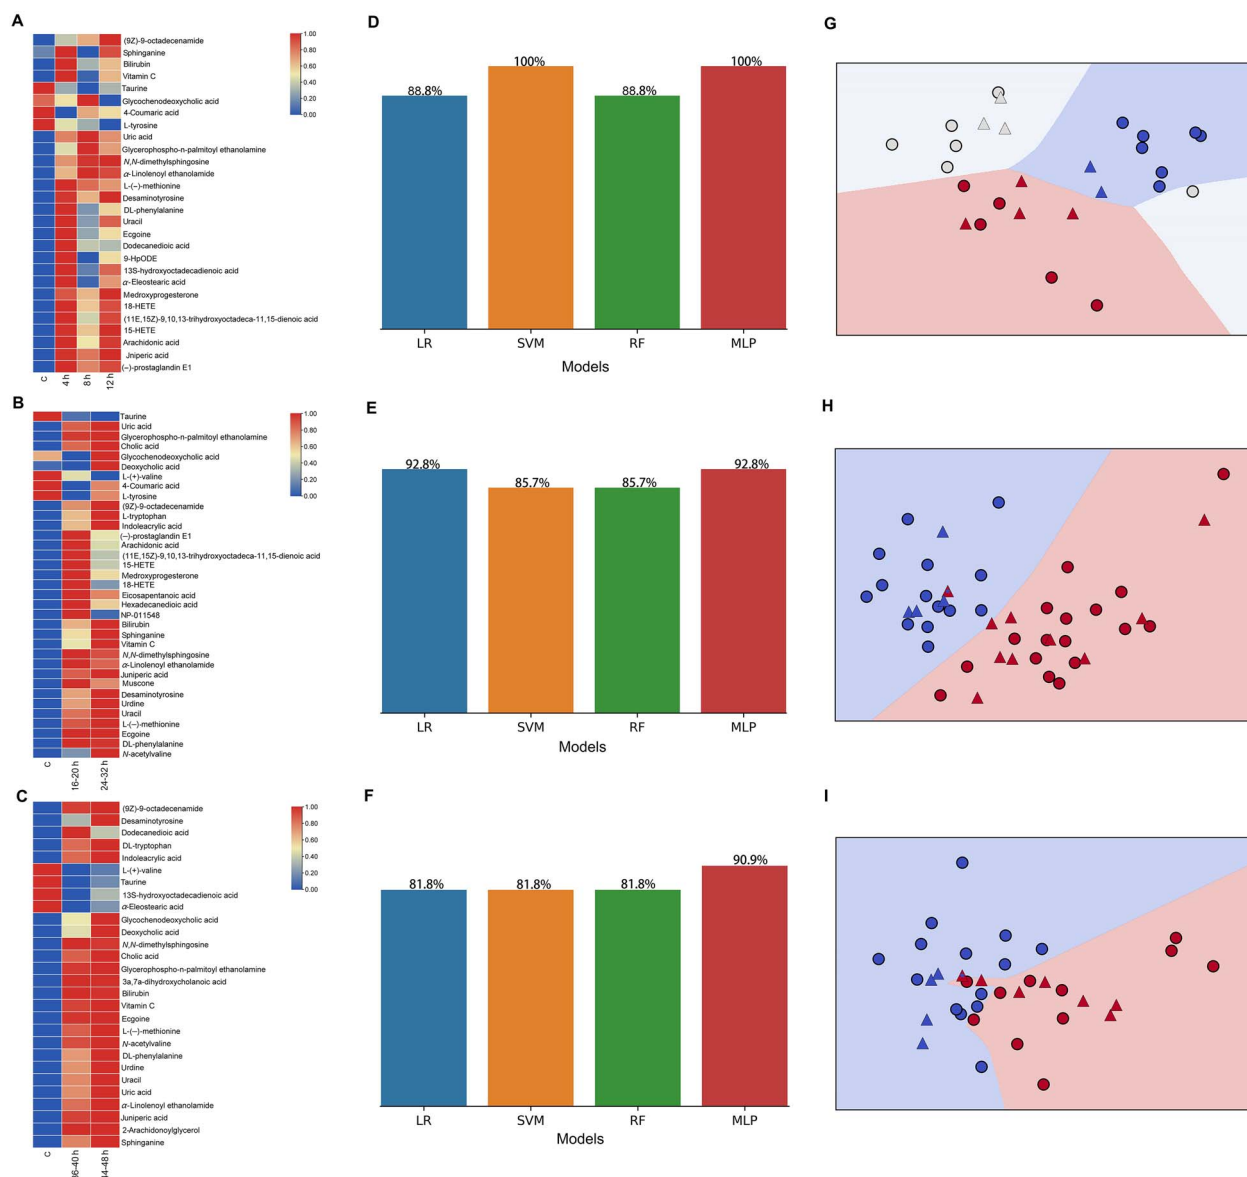 A
(9Z)-9-octadecenamide
Sphinganine
Bilirubin
Vitamin C
Taurine
Glycochenodeoxycholic acid
4-Coumaric acid
L-tyrosine
Uric acid
Glycerophospho-n-palmitoyl ethanolamine
N,N-dimethylsphingosine
α-Linolenoyl ethanolamide
L-(−)-methionine
Desaminotyrosine
DL-phenylalanine
Uracil
Ecgoine
Dodecanedioic acid
9-HpODE
13S-hydroxyoctadecadienoic acid
α-Eleostearic acid
Medroxyprogesterone
18-HETE
(11E,15Z)-9,10,13-trihydroxyoctadeca-11,15-dienoic acid
15-HETE
Arachidonic acid
Jniperic acid
(−)-prostaglandin E1
C
4 h
8 h
12 h
1.00
0.80
0.60
0.40
0.20
0.00
D
88.8%
100%
88.8%
100%
LR
SVM
RF
MLP
Models
G
B
Taurine
Uric acid
Glycerophospho-n-palmitoyl ethanolamine
Cholic acid
Glycochenodeoxycholic acid
Deoxycholic acid
L-(+)-valine
4-Coumaric acid
L-tyrosine
(9Z)-9-octadecenamide
L-tryptophan
Indoleacrylic acid
(−)-prostaglandin E1
Arachidonic acid
(11E,15Z)-9,10,13-trihydroxyoctadeca-11,15-dienoic acid
15-HETE
Medroxyprogesterone
18-HETE
Eicosapentanoic acid
Hexadecanedioic acid
NP-011548
Bilirubin
Sphinganine
Vitamin C
N,N-dimethylsphingosine
α-Linolenoyl ethanolamide
Juniperic acid
Muscone
Desaminotyrosine
Urdine
Uracil
L-(−)-methionine
Ecgoine
DL-phenylalanine
N-acetylvaline
C
16-20 h
24-32 h
1.00
0.80
0.60
0.40
0.20
0.00
E
92.8%
85.7%
85.7%
92.8%
LR
SVM
RF
MLP
Models
H
C
(9Z)-9-octadecenamide
Desaminotyrosine
Dodecanedioic acid
DL-tryptophan
Indoleacrylic acid
L-(+)-valine
Taurine
13S-hydroxyoctadecadienoic acid
α-Eleostearic acid
Glycochenodeoxycholic acid
Deoxycholic acid
N,N-dimethylsphingosine
Cholic acid
Glycerophospho-n-palmitoyl ethanolamine
3a,7a-dihydroxycholanoic acid
Bilirubin
Vitamin C
Ecgoine
L-(−)-methionine
N-acetylvaline
DL-phenylalanine
Urdine
Uracil
Uric acid
α-Linolenoyl ethanolamide
Juniperic acid
2-Arachidonoylglycerol
Sphinganine
C
1.00
0.80
0.60
0.40
0.20
0.00
F
81.8%
81.8%
81.8%
90.9%
LR
SVM
RF
MLP
Models
I